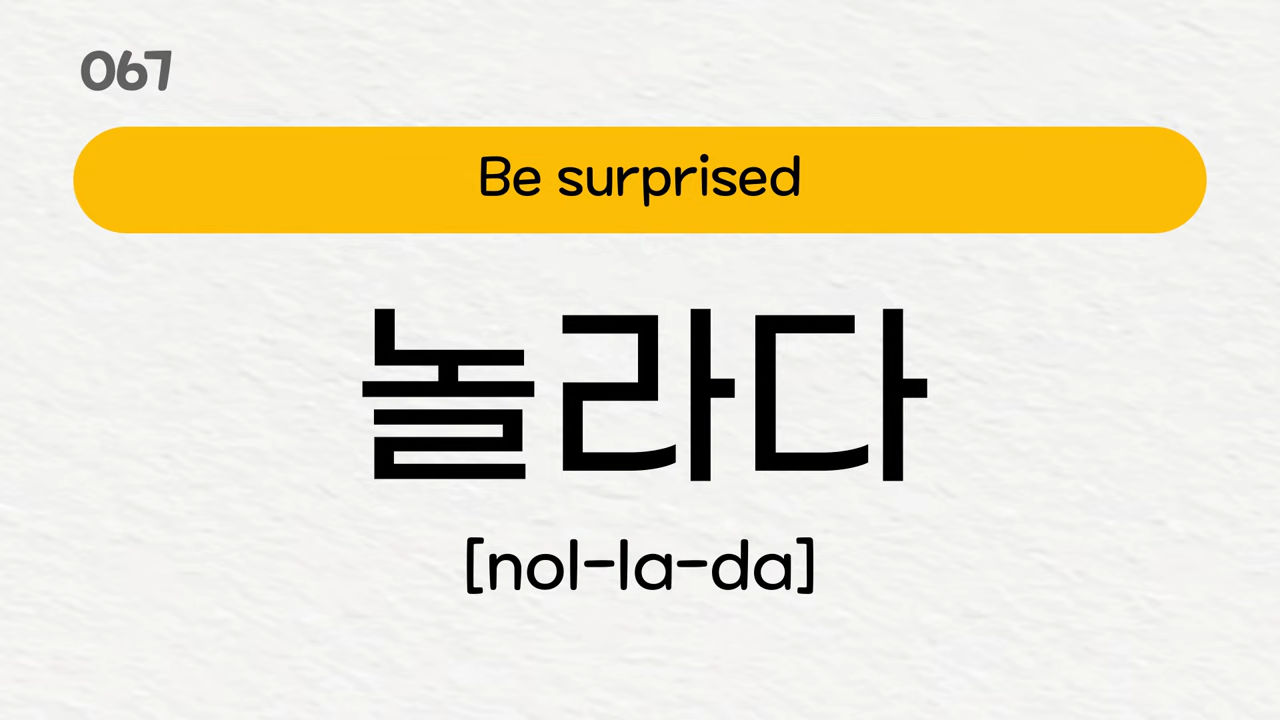 067
Be surprised
놀라다
[nol-la-da]